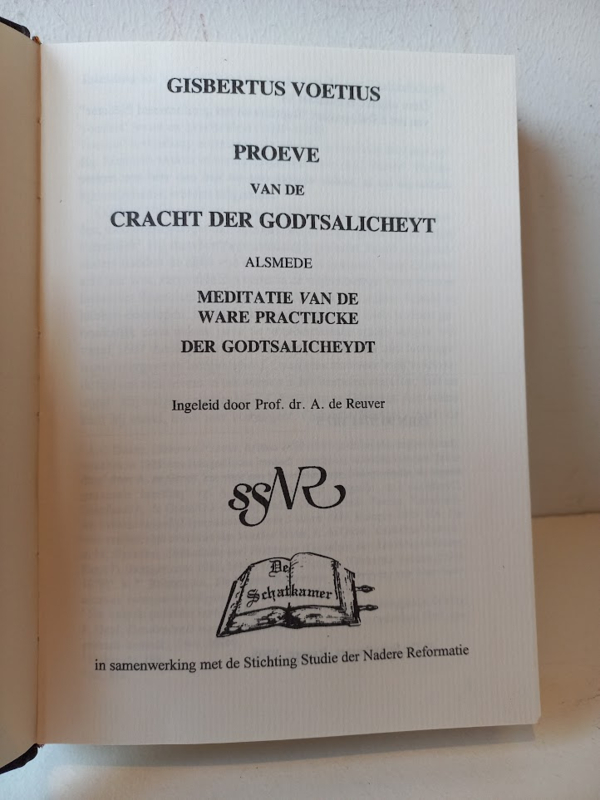 GISBERTUS VOETIUS
PROEVE
VAN DE
CRACHT DER GODTSALICHEYT
ALSMEDE
MEDITATIE VAN DE
WARE PRACTIJCKE
DER GODTSALICHEYDT
Ingeleid door Prof. dr. A. de Reuver
SSNR
De
Schatkamer
in samenwerking met de Stichting Studie der Nadere Reformatie